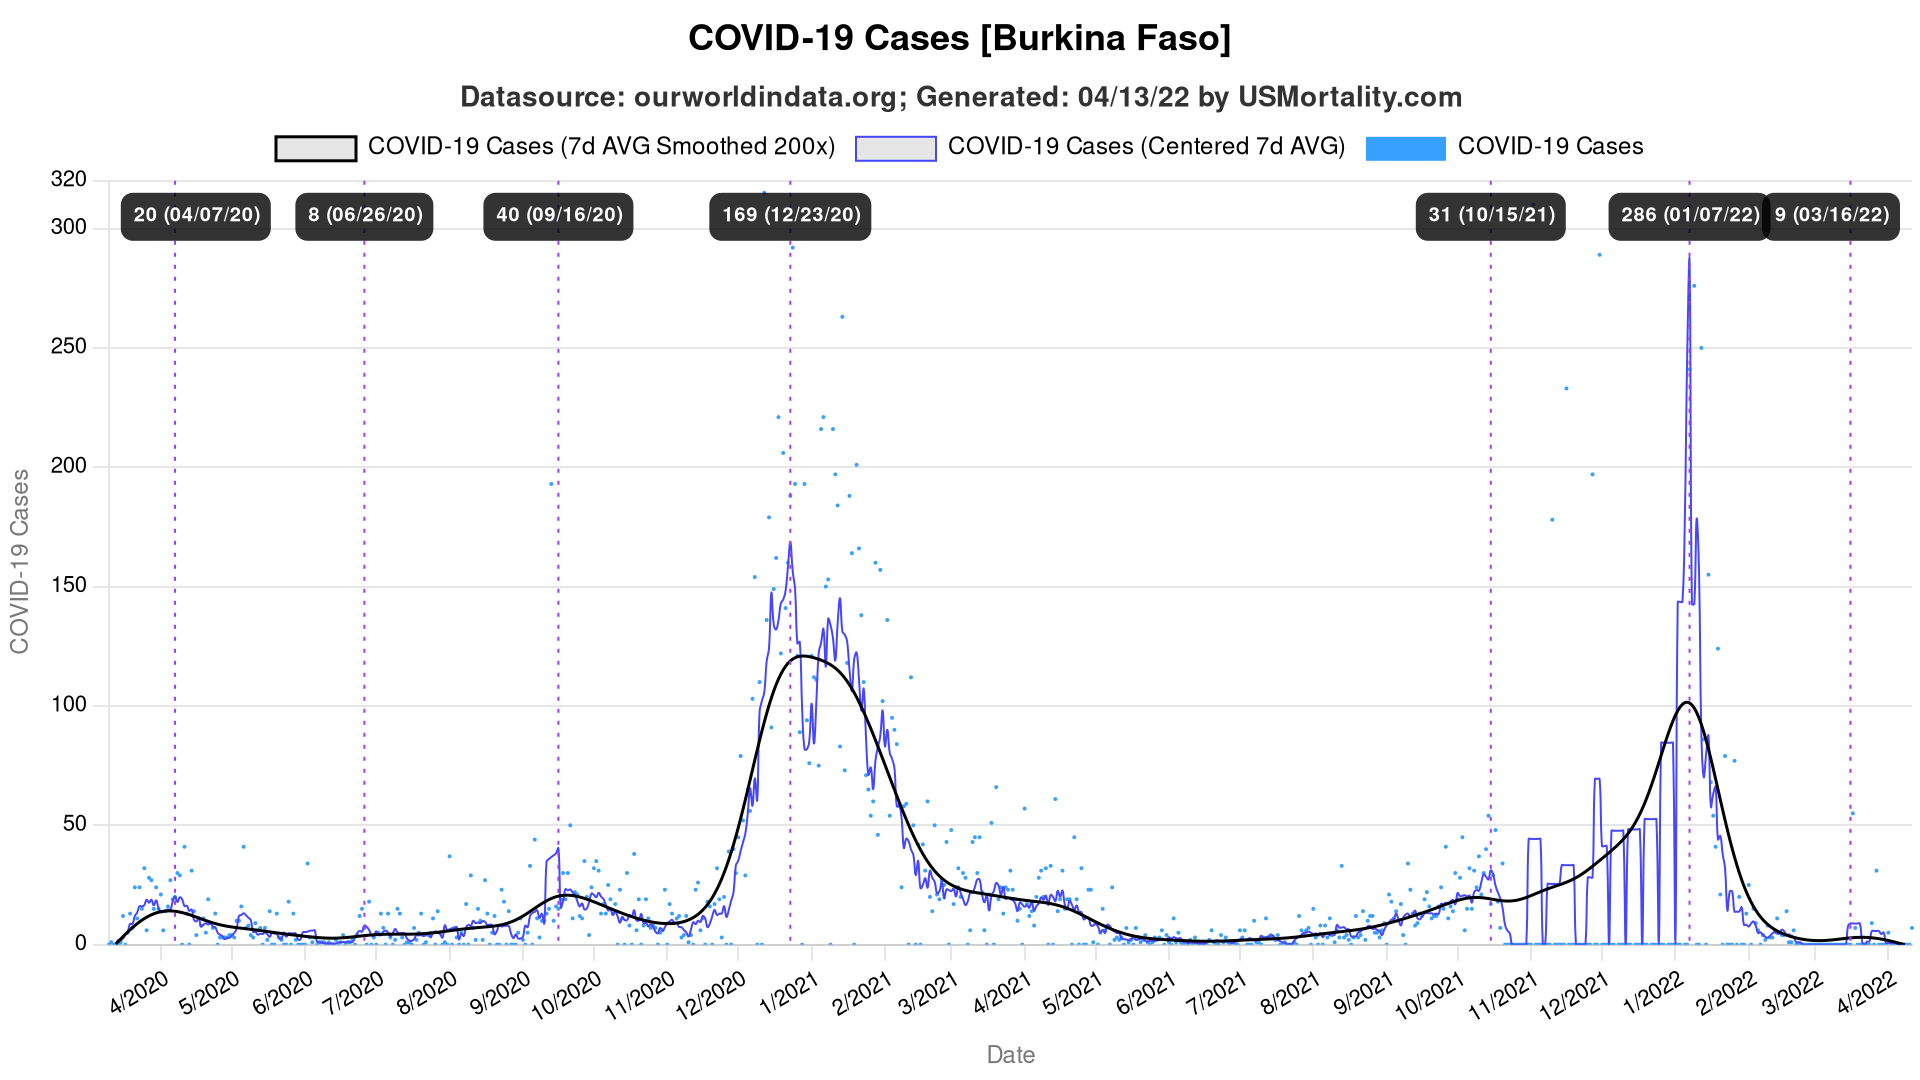 COVID-19 Cases [Burkina Faso]
Datasource: ourworldindata.org; Generated: 04/13/22 by USMortality.com
COVID-19 Cases (7d AVG Smoothed 200x) COVID-19 Cases (Centered 7d AVG) COVID-19 Cases
320
20 (04/07/20) 8 (06/26/20) 40 (09/16/20) 169 (12/23/20) 31 (10/15/21) 286 (01/07/22) 9 (03/16/22)
300
250
200
150
100
50
0
COVID-19 Cases
4/2020 5/2020 6/2020 7/2020 8/2020 9/2020 10/2020 11/2020 12/2020 1/2021 2/2021 3/2021 4/2021 5/2021 6/2021 7/2021 8/2021 9/2021 10/2021 11/2021 12/2021 1/2022 2/2022 3/2022 4/2022
Date